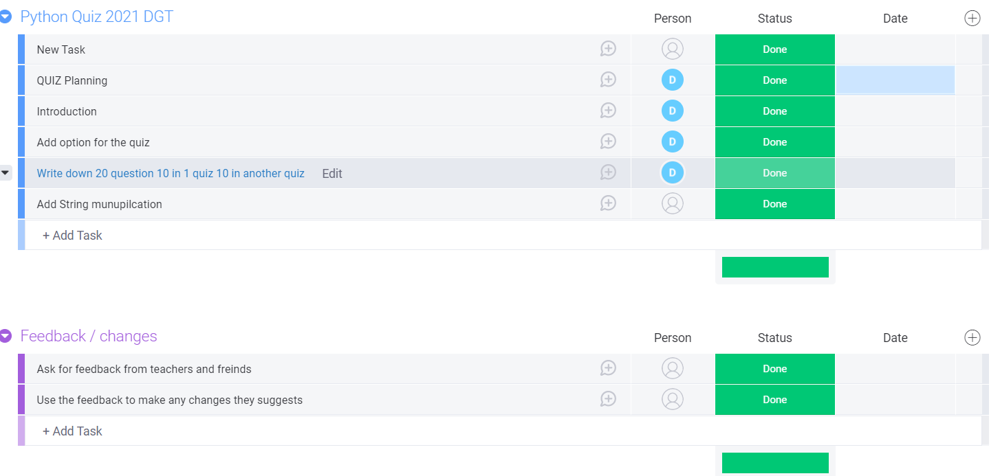 Python Quiz 2021 DGT Person Status Date
New Task Done
QUIZ Planning D Done
Introduction D Done
Add option for the quiz D Done
Write down 20 question 10 in 1 quiz 10 in another quiz Edit D Done
Add String munupilcation Done
+ Add Task
Feedback / changes Person Status Date
Ask for feedback from teachers and freinds Done
Use the feedback to make any changes they suggests Done
+ Add Task